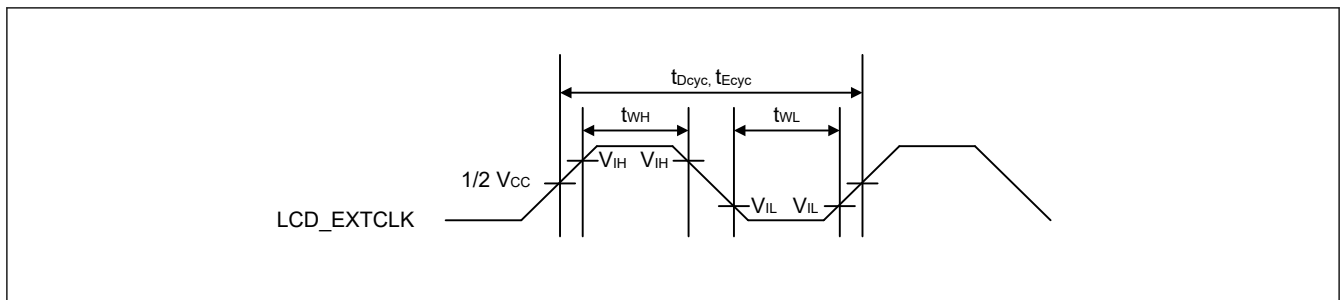 tDcyc, tEcyc
tWH
tWL
VIH VIH
1/2 VCC
VIL VIL
LCD_EXTCLK